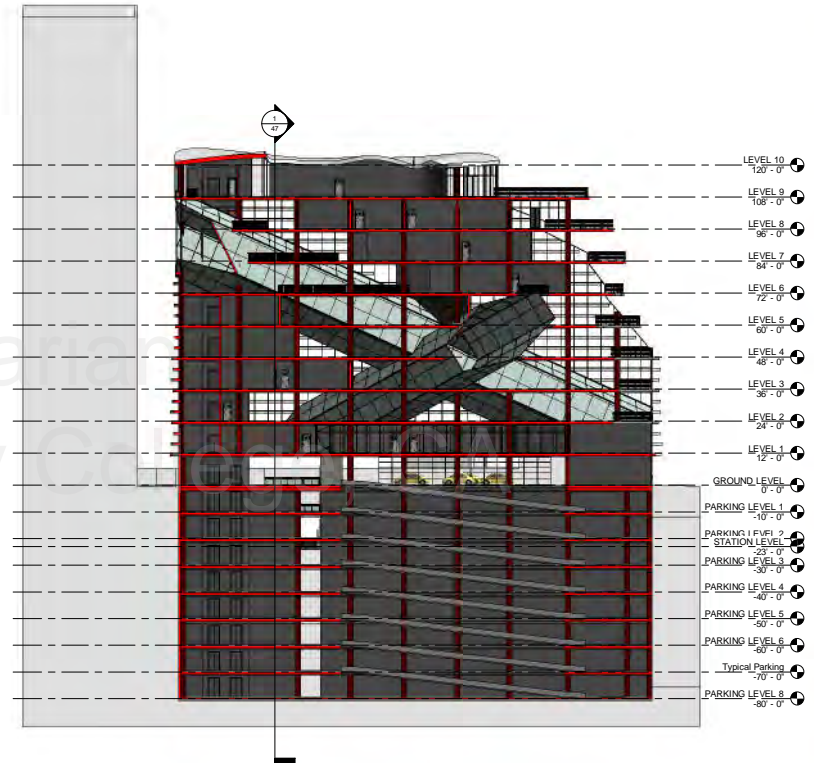 1
47
LEVEL 10
120' - 0"
LEVEL 9
108' - 0"
LEVEL 8
96' - 0"
LEVEL 7
84' - 0"
LEVEL 6
72' - 0"
LEVEL 5
60' - 0"
LEVEL 4
48' - 0"
LEVEL 3
36' - 0"
LEVEL 2
24' - 0"
LEVEL 1
12' - 0"
GROUND LEVEL
0' - 0"
PARKING LEVEL 1
-10' - 0"
PARKING LEVEL 2
STATION LEVEL
-23' - 0"
PARKING LEVEL 3
-30' - 0"
PARKING LEVEL 4
-40' - 0"
PARKING LEVEL 5
-50' - 0"
PARKING LEVEL 6
-60' - 0"
Typical Parking
-70' - 0"
PARKING LEVEL 8
-80' - 0"